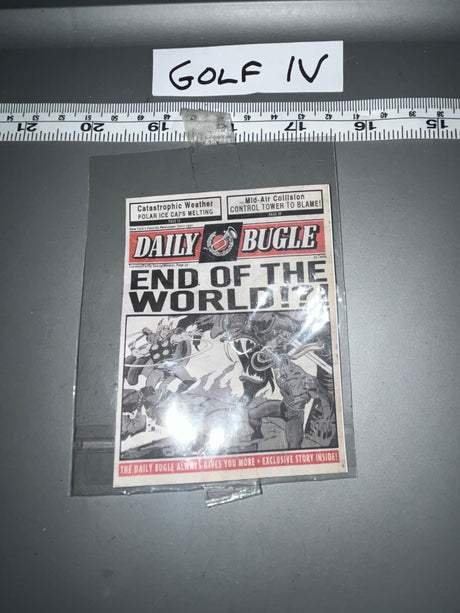 GOLF IV
21 20 19 18 17 16 15
Catastrophic Weather
POLAR ICE CAPS MELTING
Mid-Air Collision
CONTROL TOWER TO BLAME!
DAILY BUGLE
END OF THE
WORLD!?!
THE DAILY BUGLE ALWAYS GIVES YOU MORE • EXCLUSIVE STORY INSIDE!